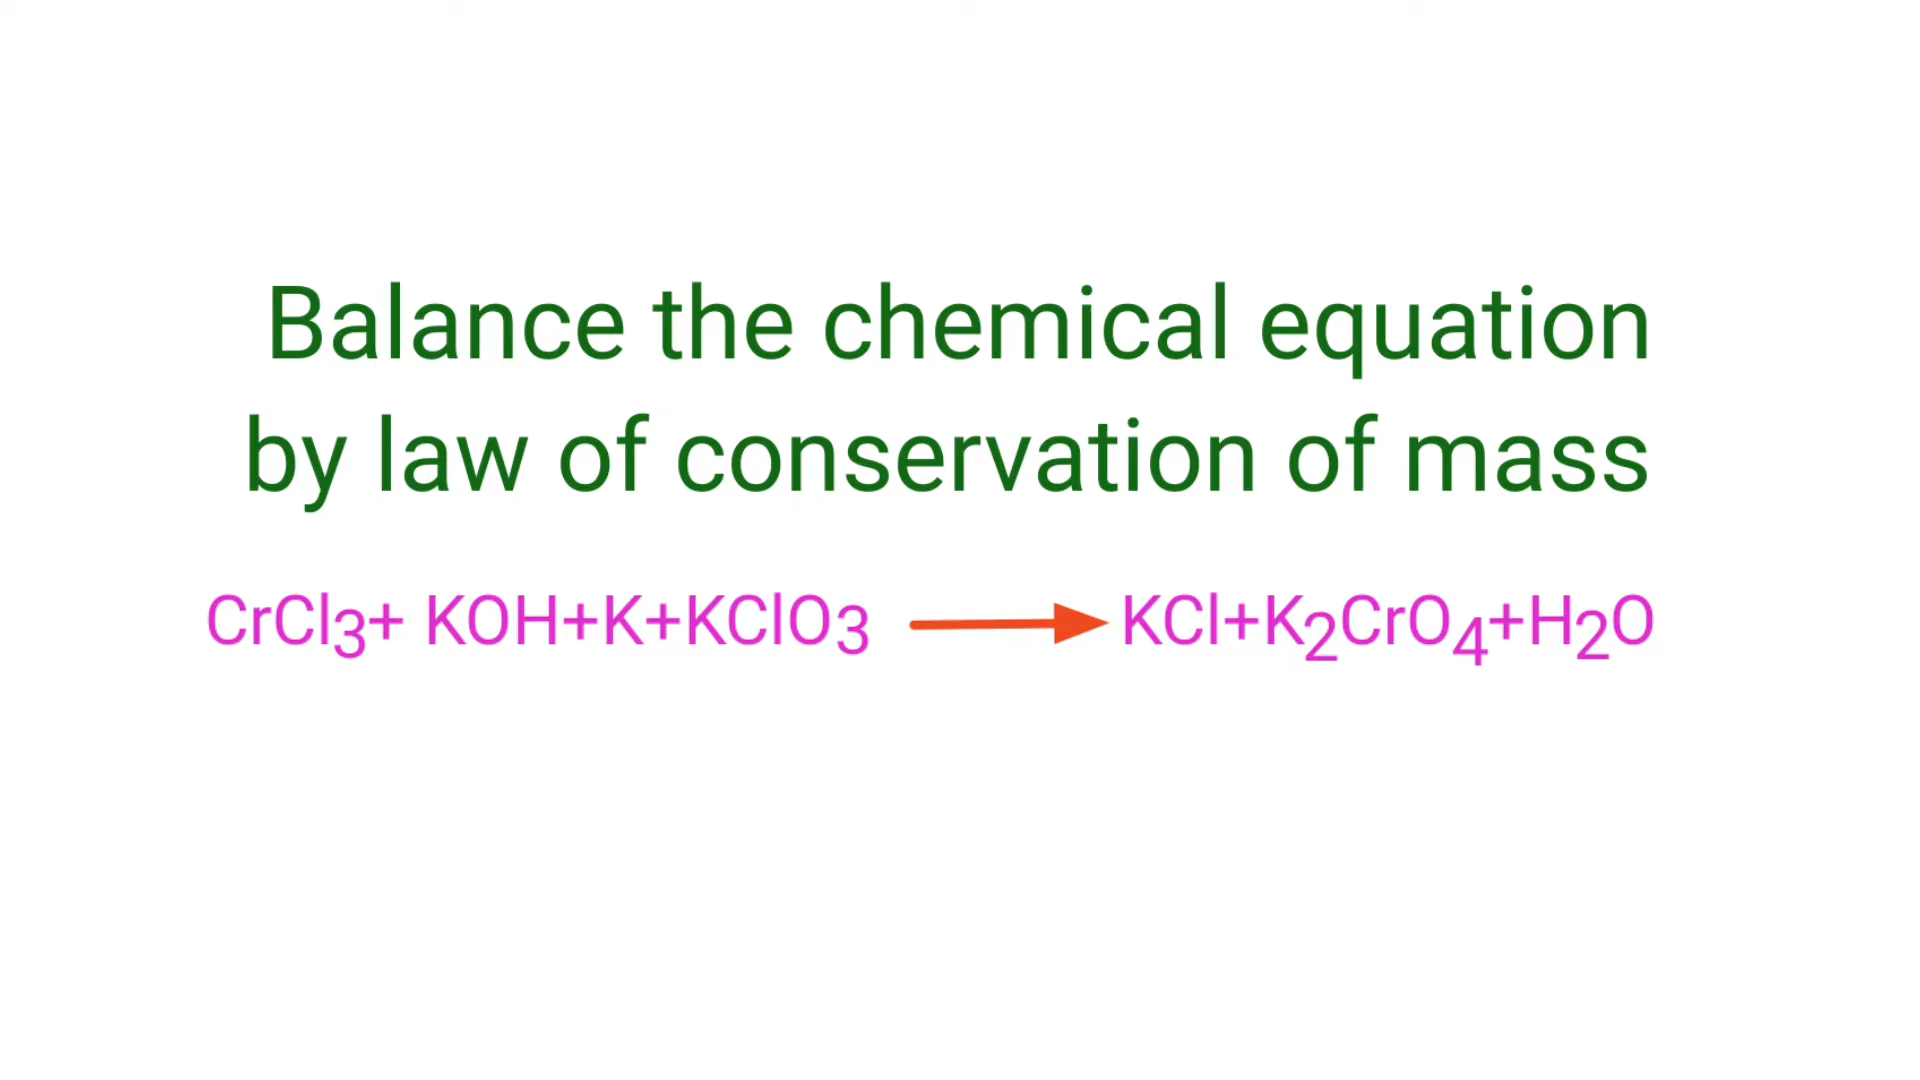 Balance the chemical equation
by law of conservation of mass
CrCl3+ KOH+K+KClO3 → KCl+K2CrO4+H2O